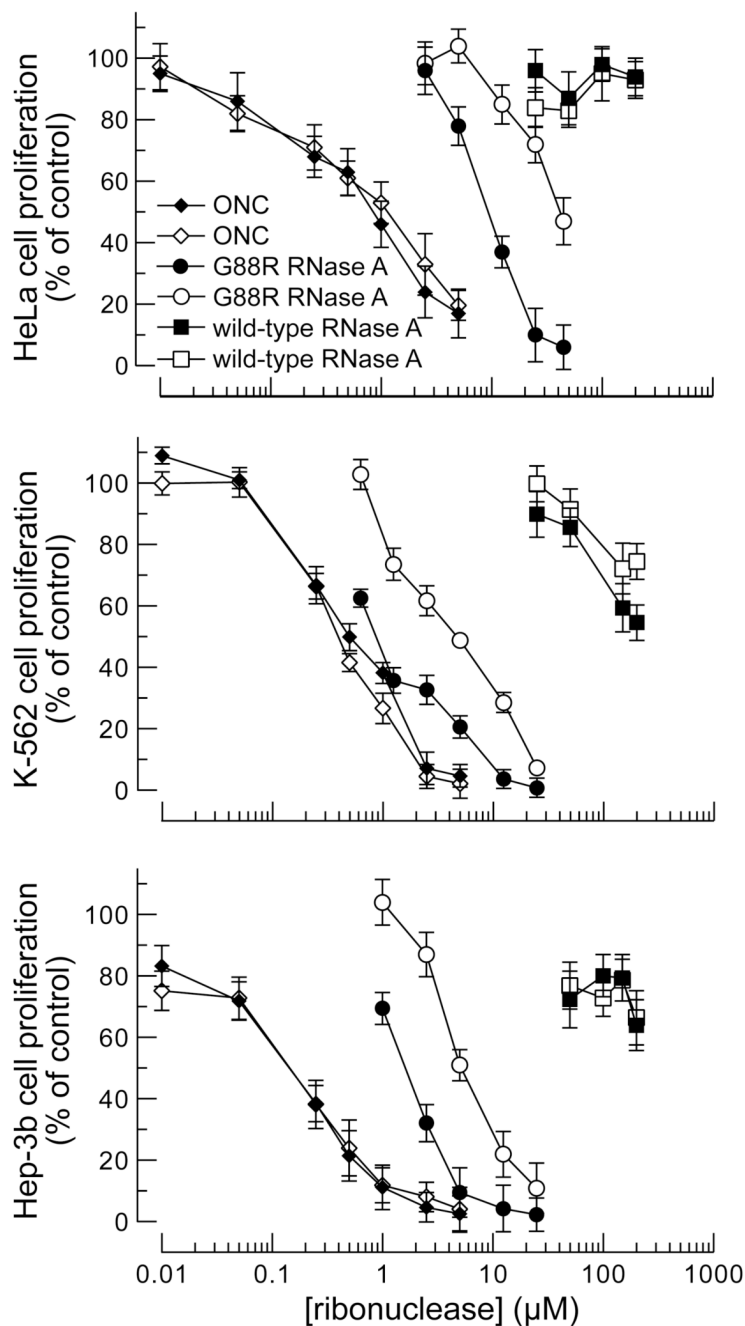 HeLa cell proliferation
(% of control)
100
80
60
40
20
0
ONC
ONC
G88R RNase A
G88R RNase A
wild-type RNase A
wild-type RNase A
K-562 cell proliferation
(% of control)
100
80
60
40
20
0
Hep-3b cell proliferation
(% of control)
100
80
60
40
20
0
0.01 0.1 1 10 100 1000
[ribonuclease] (µM)